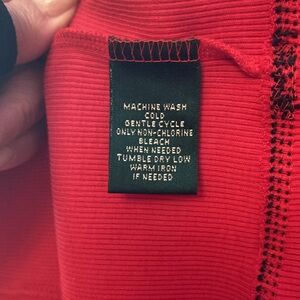 MACHINE WASH
COLD
GENTLE CYCLE
ONLY NON-CHLORINE
BLEACH
WHEN NEEDED
TUMBLE DRY LOW
WARM IRON
IF NEEDED